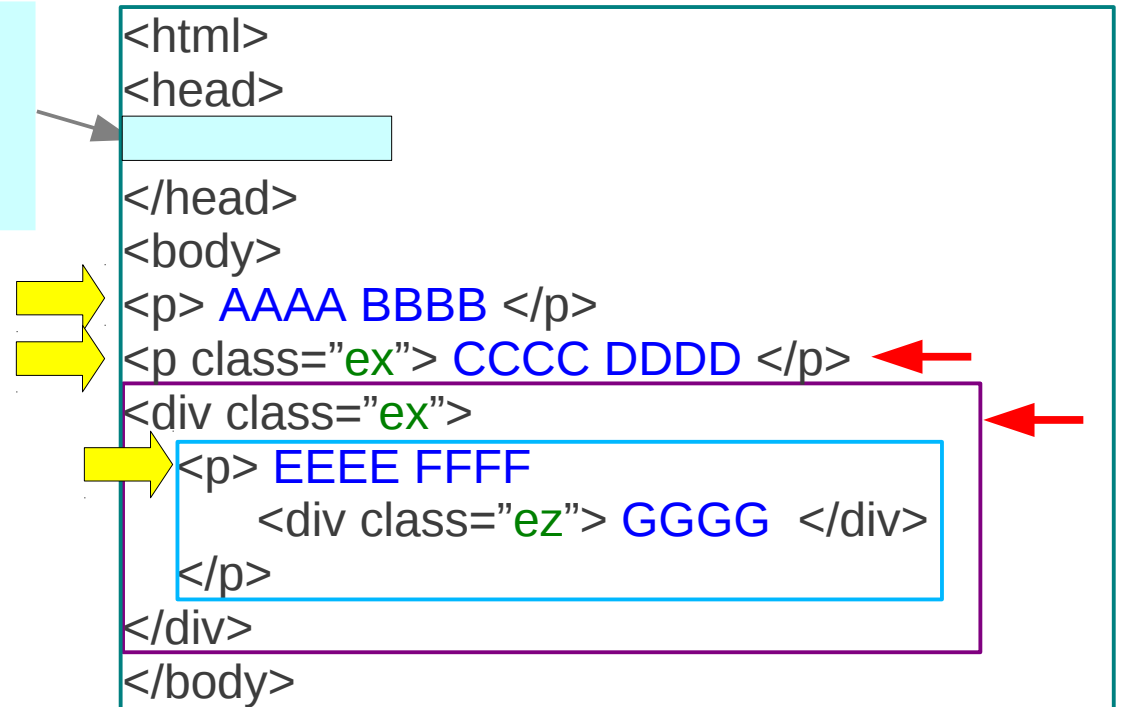 <html>
<head>
</head>
<body>
<p> AAAA BBBB </p>
<p class=”ex”> CCCC DDDD </p>
<div class=”ex”>
<p> EEEE FFFF
<div class=”ez”> GGGG </div>
</p>
</div>
</body>